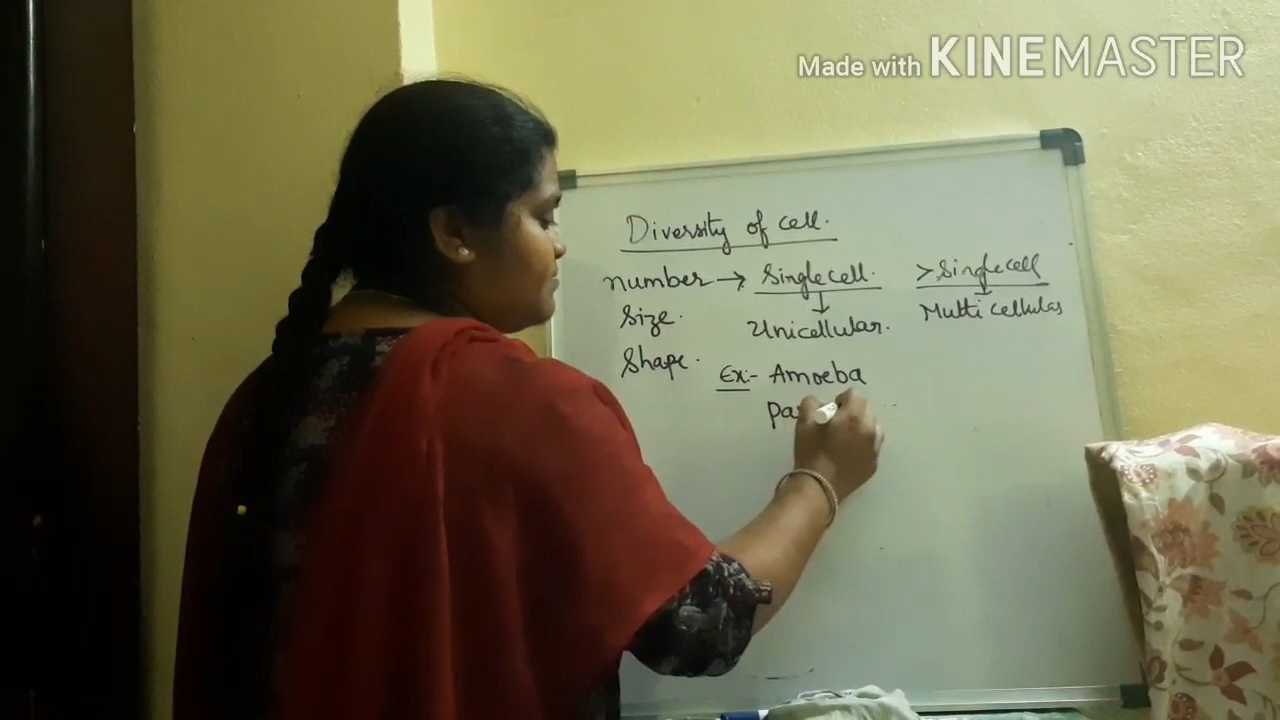 Made with KINEMASTER
Diversity of cell.
number → Single cell. > Single cell
Size. Unicellular. Multi cellular
Shape. Ex:- Amoeba